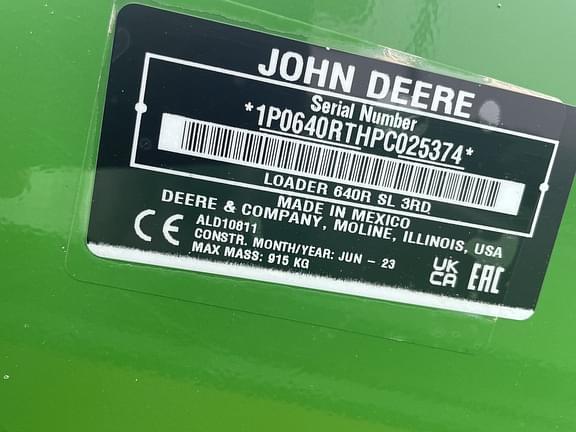 JOHN DEERE
Serial Number
*1P0640RTHPC025374*
LOADER 640R SL 3RD
MADE IN MEXICO
DEERE & COMPANY, MOLINE, ILLINOIS, USA
CE ALD10811
CONSTR. MONTH/YEAR: JUN - 23
MAX MASS: 915 KG
UK
CA
EAC